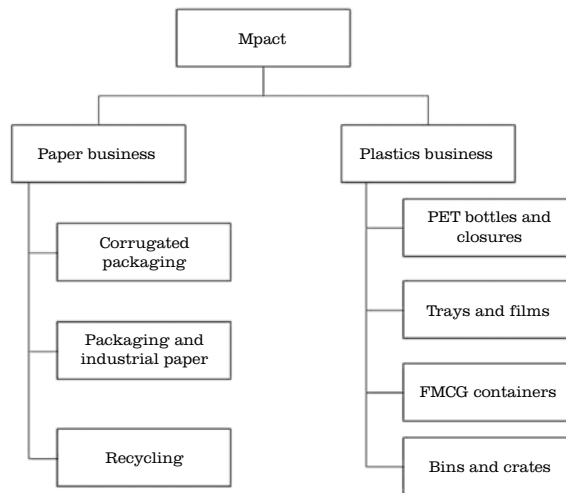 Mpact
Paper business
Plastics business
Corrugated
packaging
Packaging and
industrial paper
Recycling
PET bottles and
closures
Trays and films
FMCG containers
Bins and crates